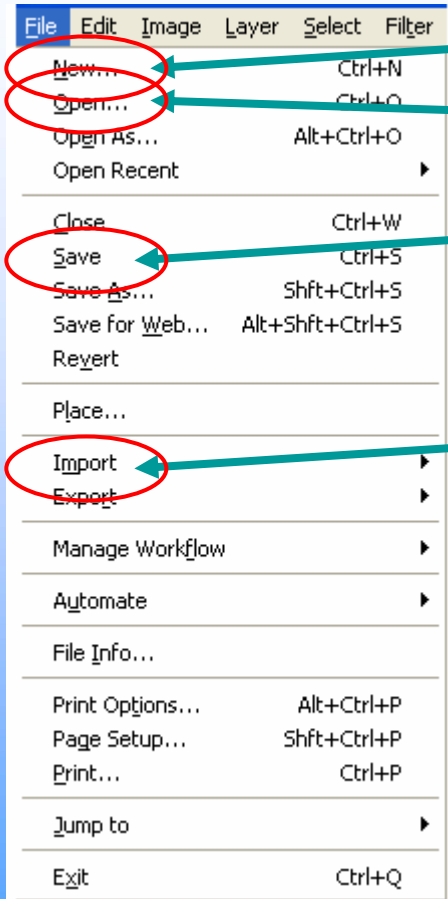 File Edit Image Layer Select Filter
New... Ctrl+N
Open... Ctrl+O
Open As... Alt+Ctrl+O
Open Recent
Close Ctrl+W
Save Ctrl+S
Save As... Shft+Ctrl+S
Save for Web... Alt+Shft+Ctrl+S
Revert
Place...
Import
Export
Manage Workflow
Automate
File Info...
Print Options... Alt+Ctrl+P
Page Setup... Shft+Ctrl+P
Print... Ctrl+P
Jump to
Exit Ctrl+Q